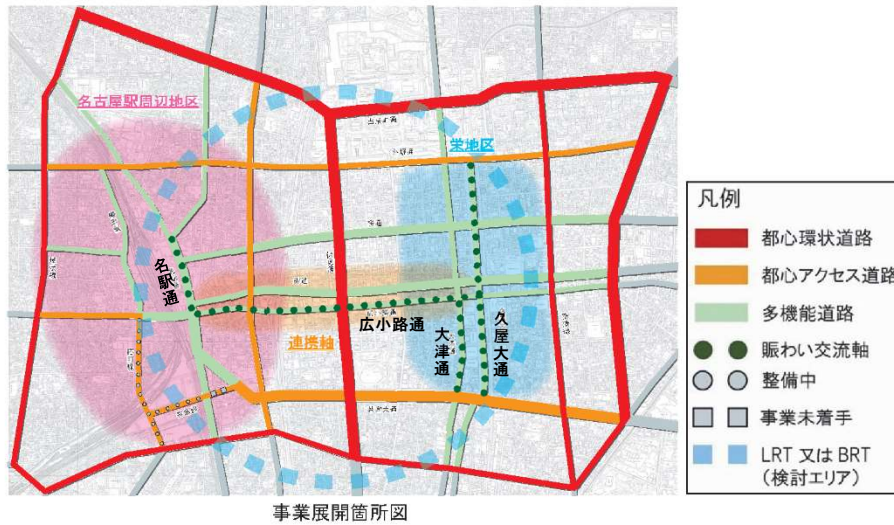 名古屋駅周辺地区
栄地区
名駅通
連携軸
広小路通
大津通
久屋大通
凡例
都心環状道路
都心アクセス道路
多機能道路
賑わい交流軸
整備中
事業未着手
LRT 又は BRT
（検討エリア）
事業展開箇所図